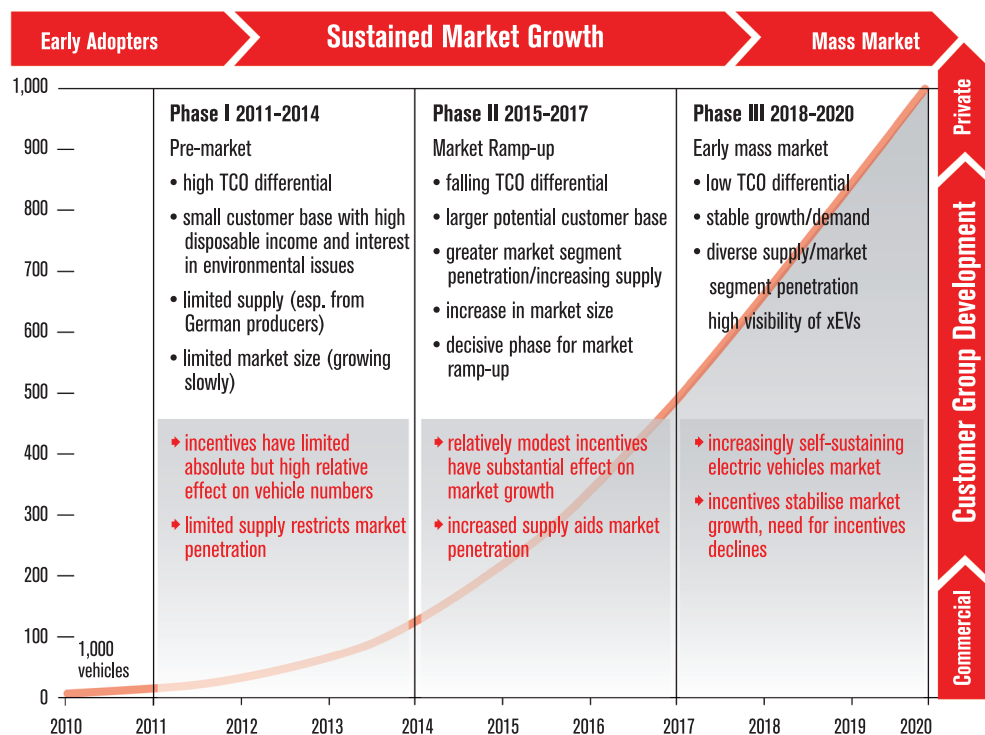 Early Adopters
Sustained Market Growth
Mass Market
1,000
900
800
700
600
500
400
300
200
100
0
1,000
vehicles
Phase I 2011–2014
Pre-market
• high TCO differential
• small customer base with high
disposable income and interest
in environmental issues
• limited supply (esp. from
German producers)
• limited market size (growing
slowly)
➧ incentives have limited
absolute but high relative
effect on vehicle numbers
➧ limited supply restricts market
penetration
Phase II 2015–2017
Market Ramp-up
• falling TCO differential
• larger potential customer base
• greater market segment
penetration/increasing supply
• increase in market size
• decisive phase for market
ramp-up
➧ relatively modest incentives
have substantial effect on
market growth
➧ increased supply aids market
penetration
Phase III 2018–2020
Early mass market
• low TCO differential
• stable growth/demand
• diverse supply/market
segment penetration
high visibility of xEVs
➧ increasingly self-sustaining
electric vehicles market
➧ incentives stabilise market
growth, need for incentives
declines
Private
Customer Group Development
Commercial
2010
2011
2012
2013
2014
2015
2016
2017
2018
2019
2020